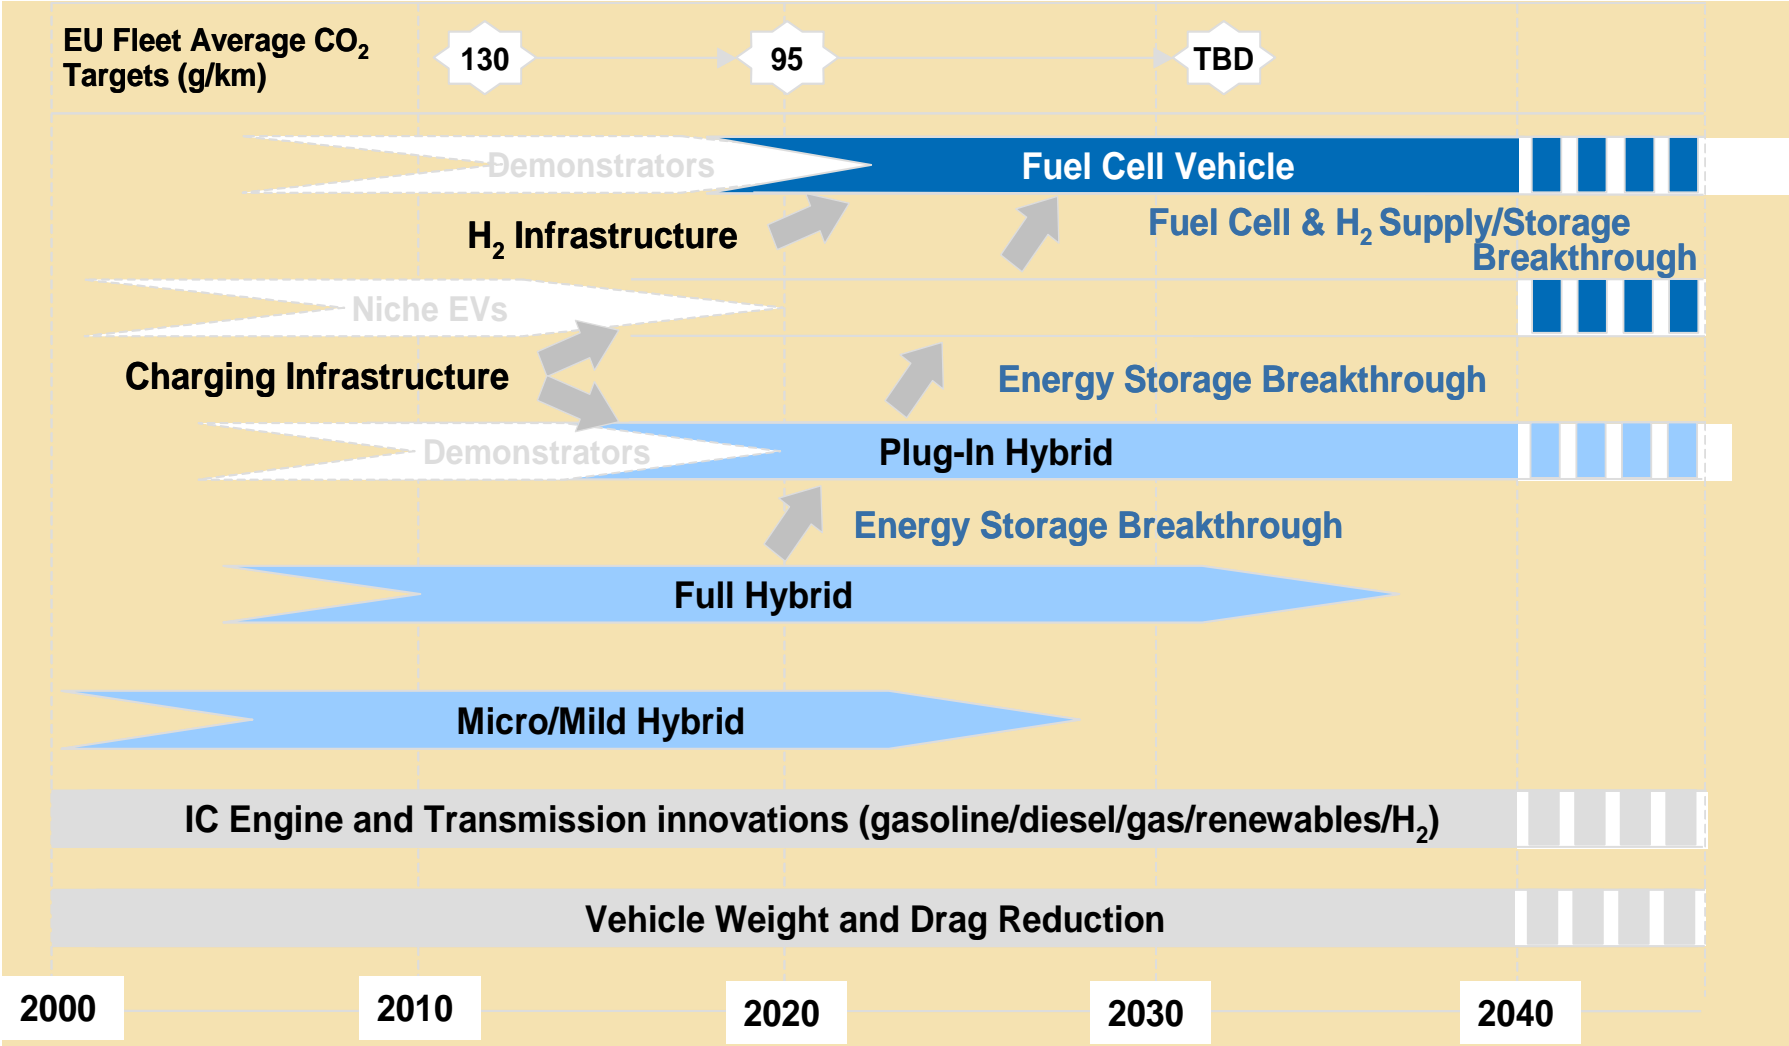 EU Fleet Average CO₂
Targets (g/km)
130
95
TBD
Demonstrators
Fuel Cell Vehicle
H₂ Infrastructure
Fuel Cell & H₂ Supply/Storage
Breakthrough
Niche EVs
Charging Infrastructure
Energy Storage Breakthrough
Demonstrators
Plug-In Hybrid
Energy Storage Breakthrough
Full Hybrid
Micro/Mild Hybrid
IC Engine and Transmission innovations (gasoline/diesel/gas/renewables/H₂)
Vehicle Weight and Drag Reduction
2000
2010
2020
2030
2040